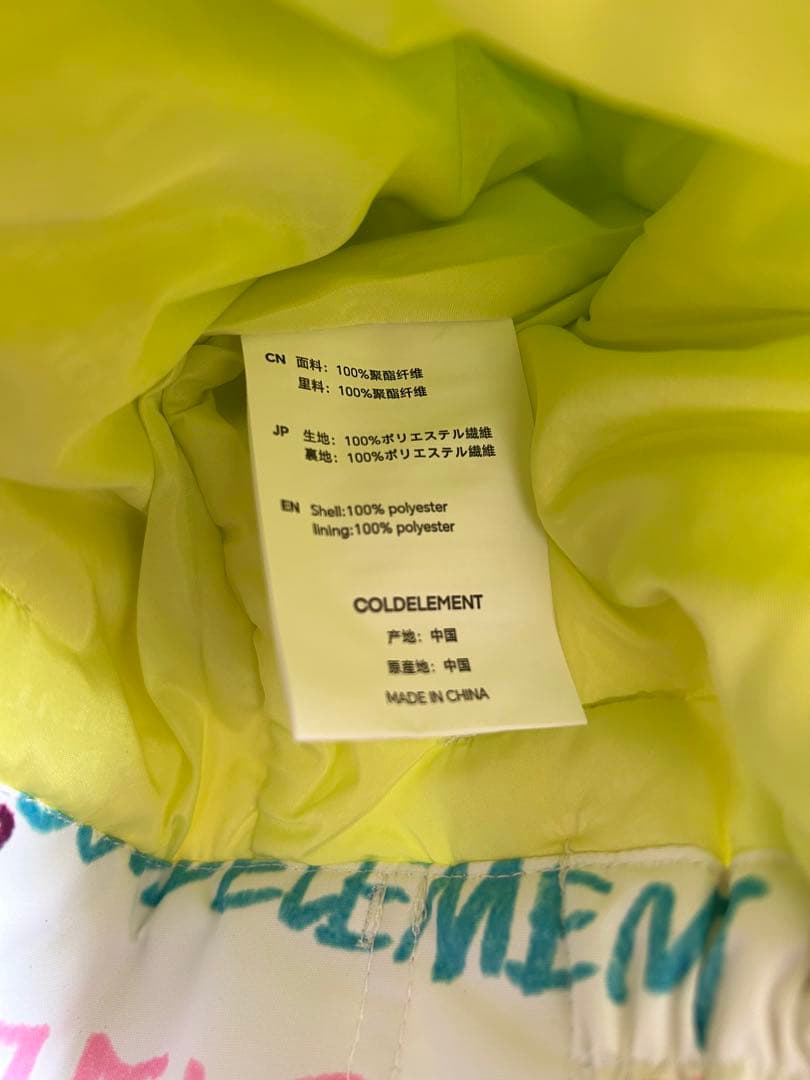 CN 面料：100%聚酯纤维
里料：100%聚酯纤维
JP 生地：100%ポリエステル繊維
裏地：100%ポリエステル繊維
EN Shell:100% polyester
lining:100% polyester
COLDELEMENT
产地：中国
原産地：中国
MADE IN CHINA
ELEMEN